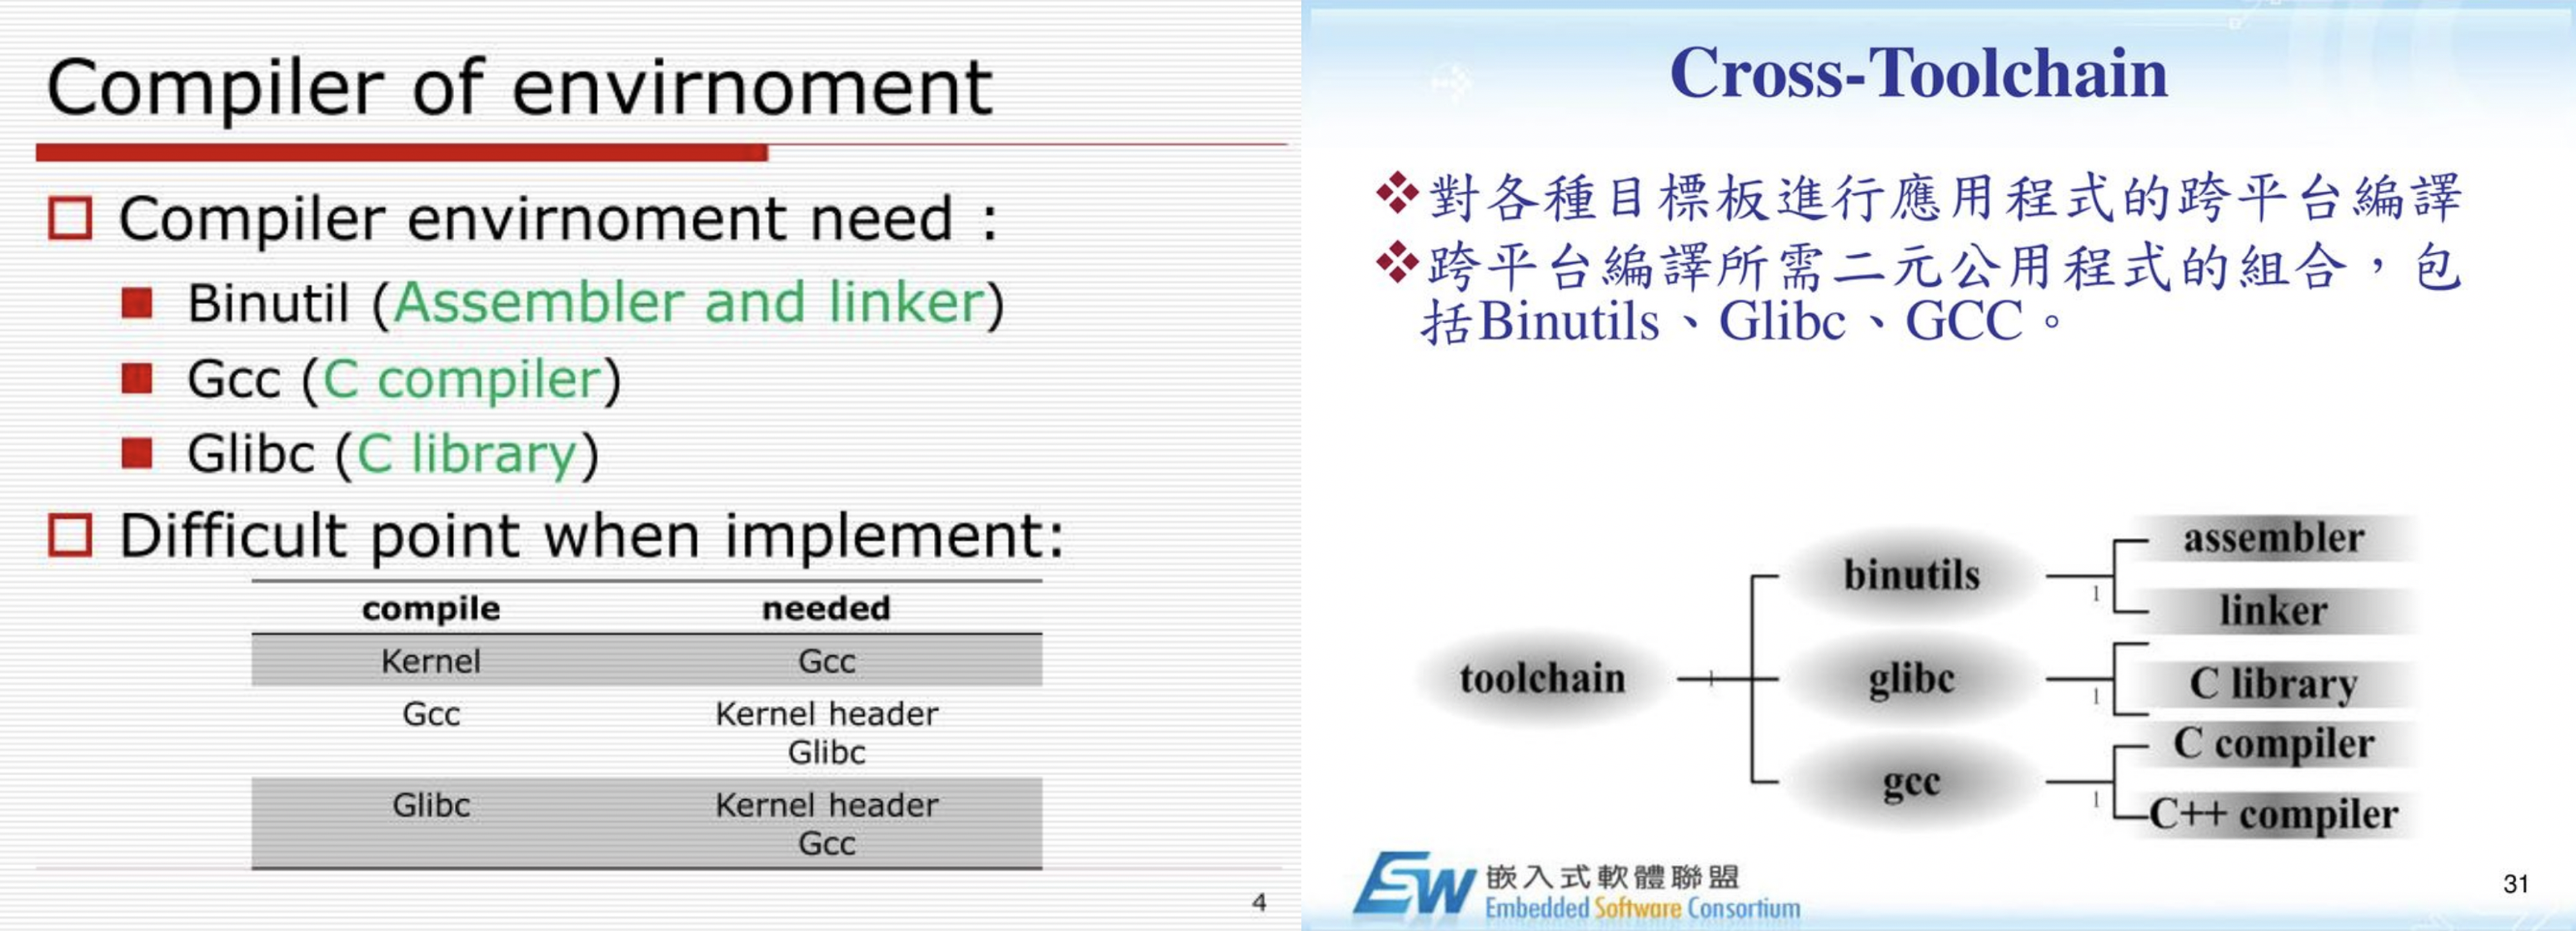 Compiler of envirnoment
Compiler envirnoment need :
Binutil (Assembler and linker)
Gcc (C compiler)
Glibc (C library)
Difficult point when implement:
compile needed
Kernel Gcc
Gcc Kernel header
Glibc
Glibc Kernel header
Gcc
4
Cross-Toolchain
對各種目標板進行應用程式的跨平台編譯
跨平台編譯所需二元公用程式的組合，包
括Binutils、Glibc、GCC。
assembler
binutils
1
linker
toolchain
1
glibc
1
C library
C compiler
gcc
1
C++ compiler
嵌入式軟體聯盟
Embedded Software Consortium
31